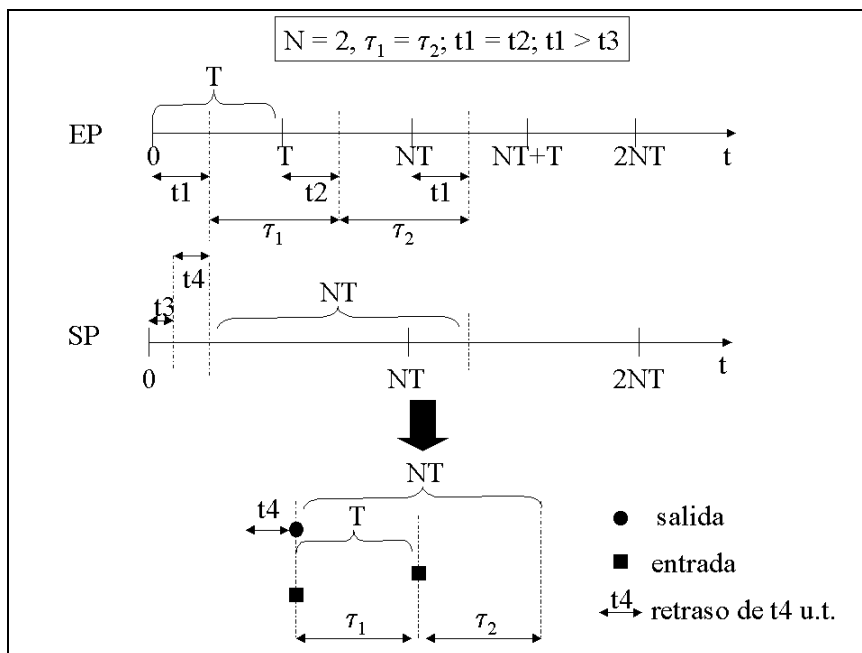 N = 2, τ₁ = τ₂; t1 = t2; t1 > t3
T
EP
0 T NT NT+T 2NT t
t1 t2 t1
τ₁ τ₂
t4
t3 NT
SP
0 NT 2NT t
NT
t4 T
τ₁ τ₂
salida
entrada
t4 retraso de t4 u.t.